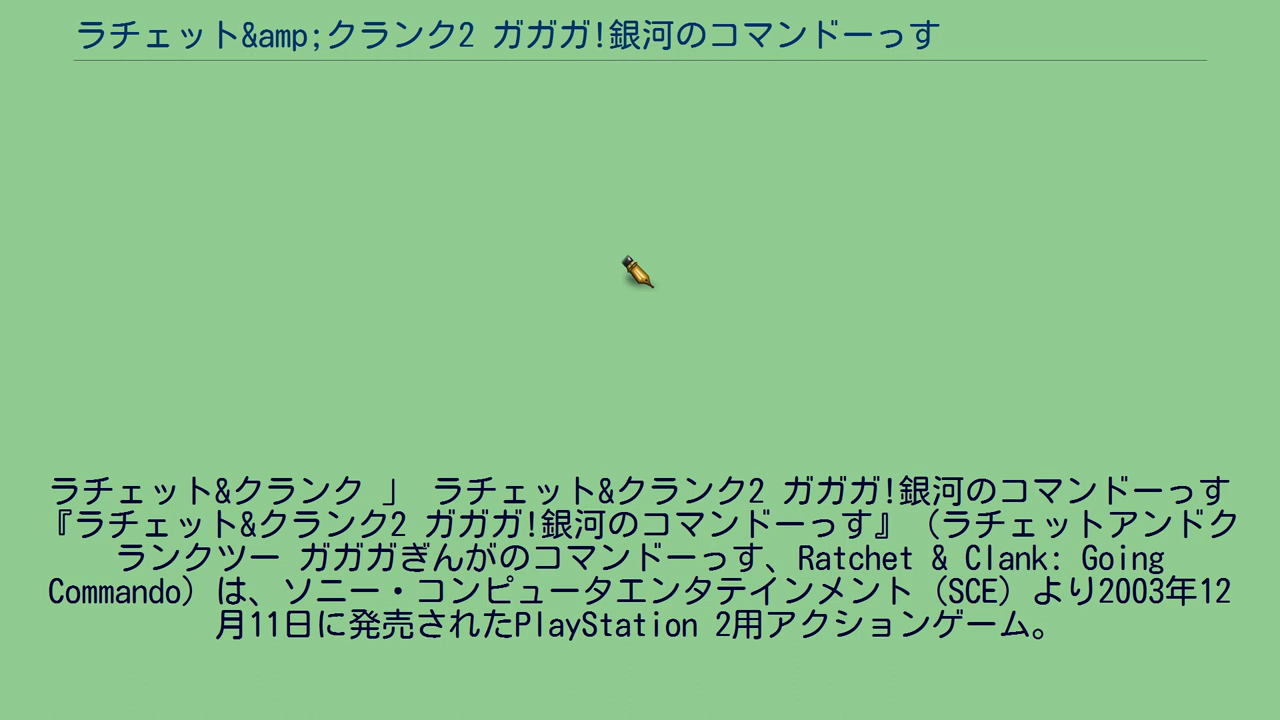 ラチェット&amp;クランク2 ガガガ!銀河のコマンドーっす
ラチェット&クランク 」 ラチェット&クランク2 ガガガ!銀河のコマンドーっす
『ラチェット&クランク2 ガガガ!銀河のコマンドーっす』（ラチェットアンドク
ランクツー ガガガぎんがのコマンドーっす、Ratchet & Clank: Going
Commando）は、ソニー・コンピュータエンタテインメント（SCE）より2003年12
月11日に発売されたPlayStation 2用アクションゲーム。